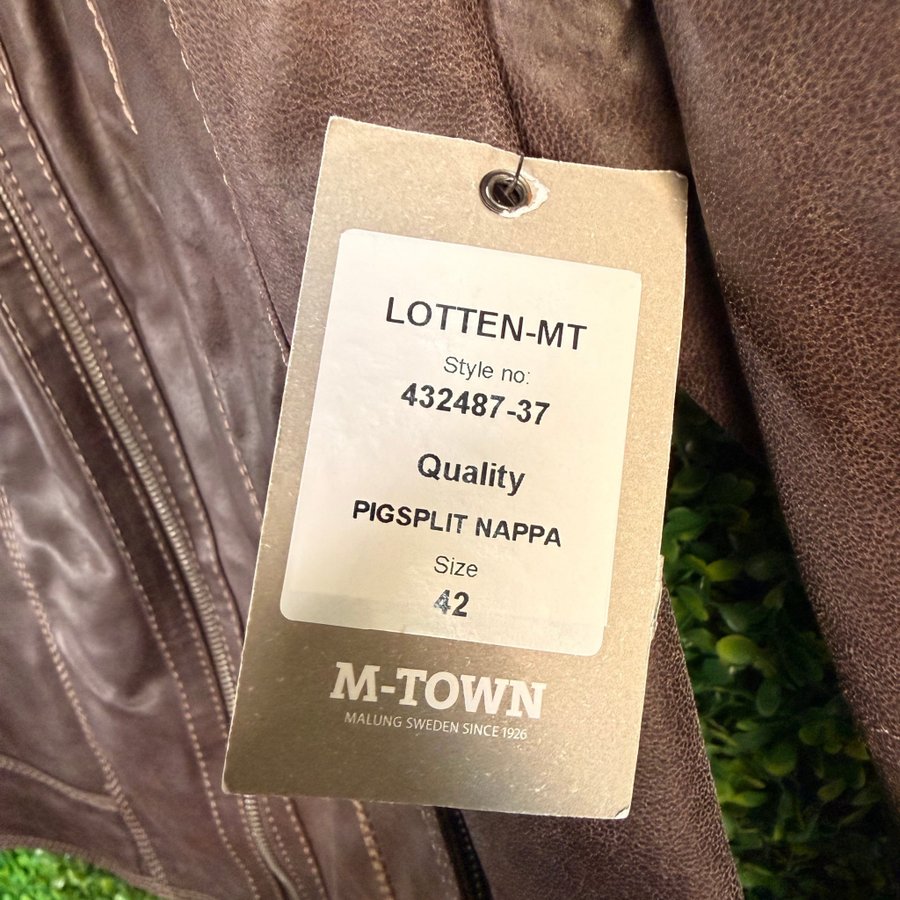 LOTTEN-MT
Style no:
432487-37
Quality
PIGSPLIT NAPPA
Size
42
M-TOWN
MALUNG SWEDEN SINCE 1926